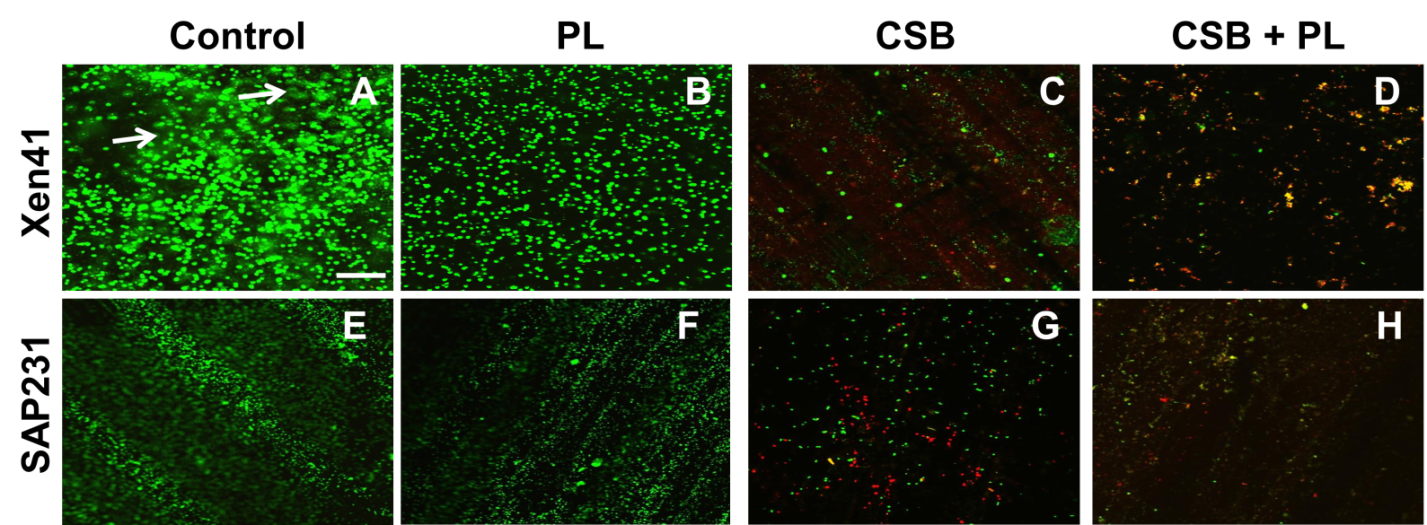 Control PL CSB CSB + PL
Xen41
A B C D
SAP231
E F G H